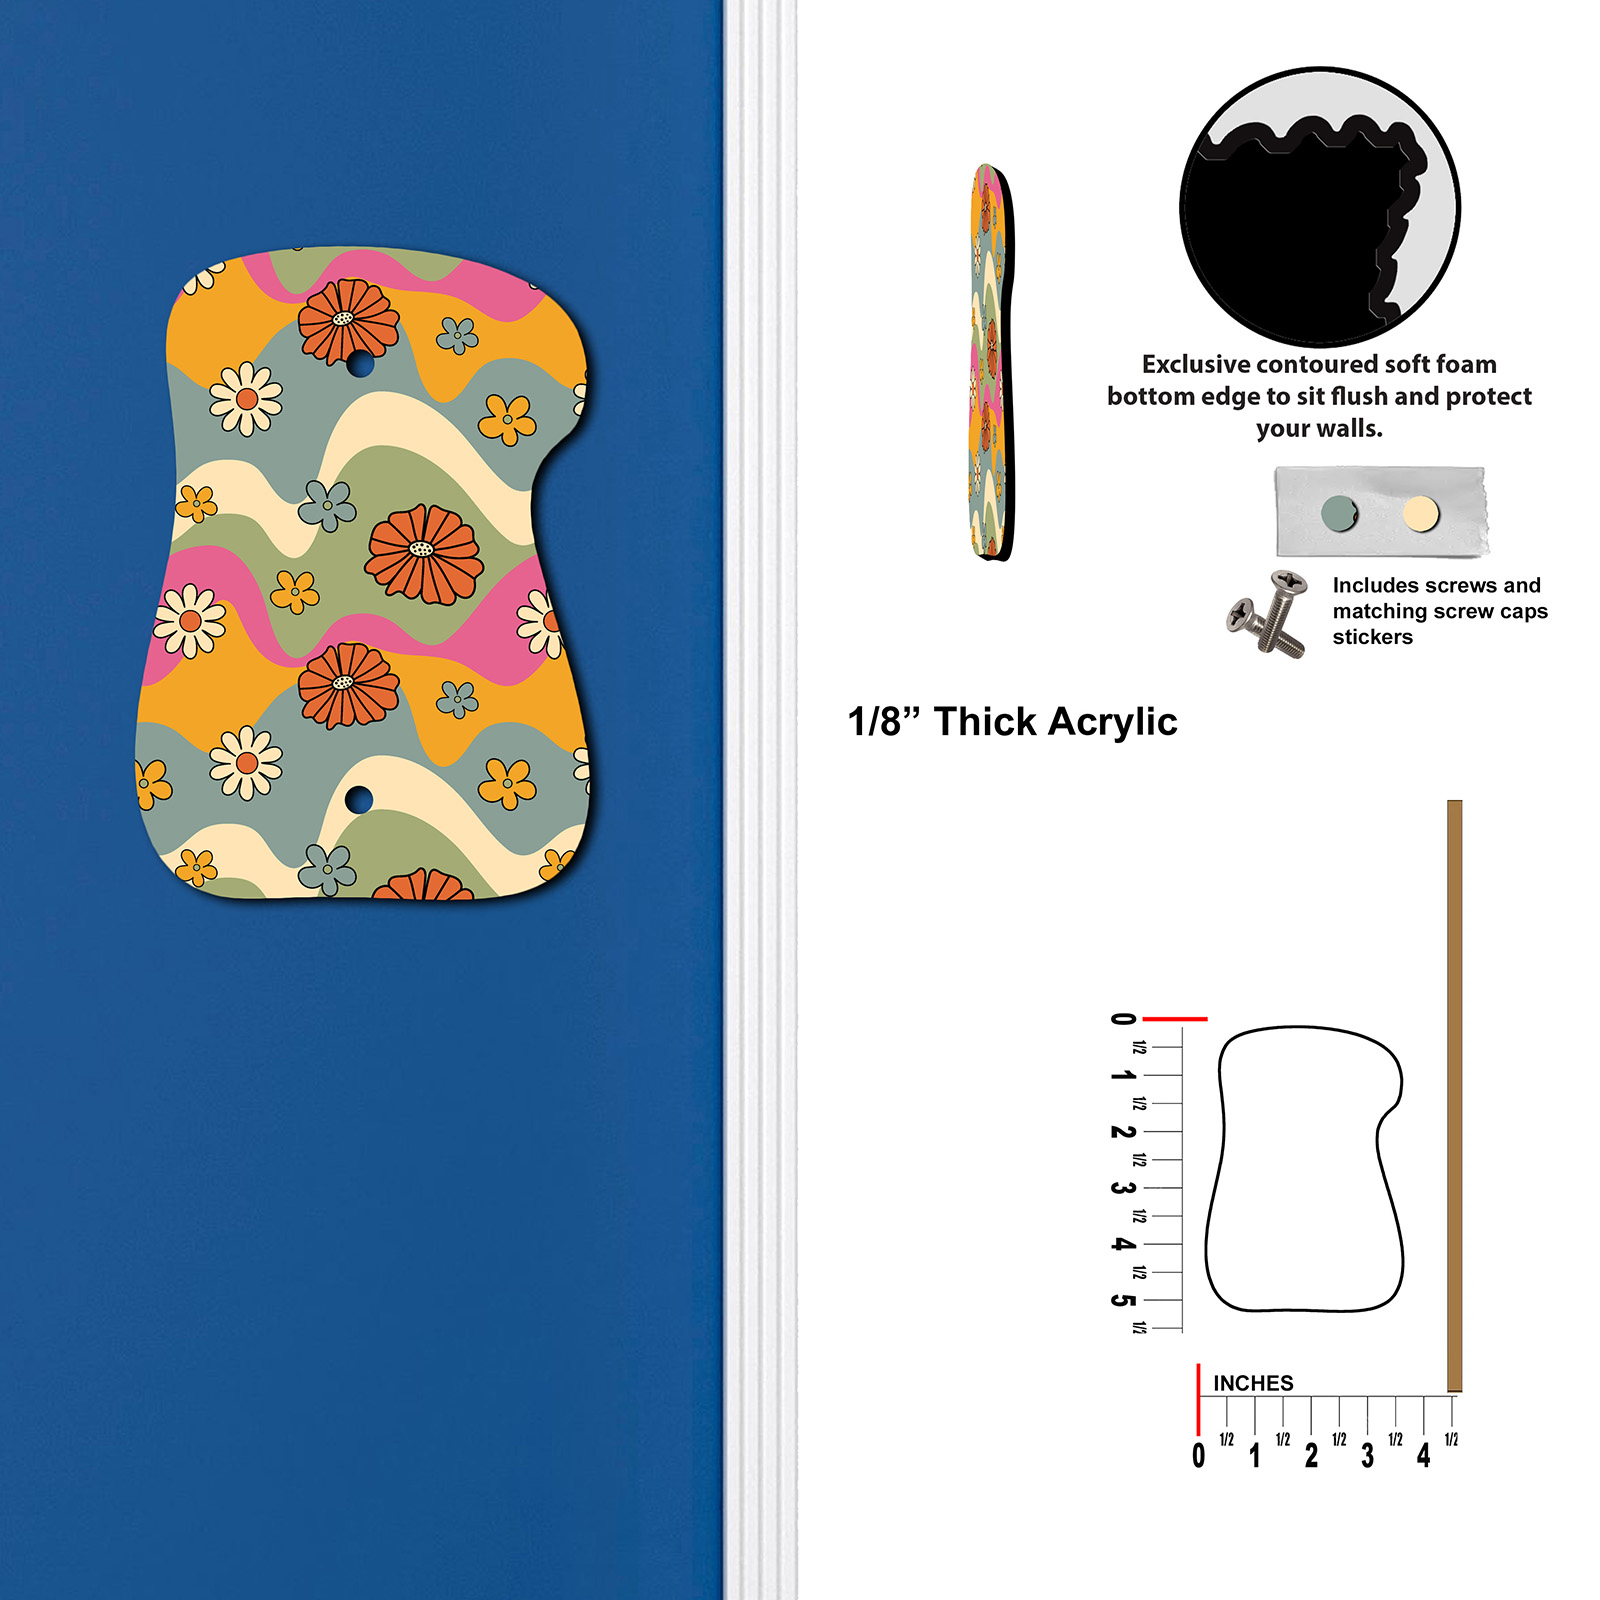 Exclusive contoured soft foam
bottom edge to sit flush and protect
your walls.
Includes screws and
matching screw caps
stickers
1/8” Thick Acrylic
0
1/2
1
1/2
2
1/2
3
1/2
4
1/2
5
1/2
INCHES
0 1/2 1 1/2 2 1/2 3 1/2 4 1/2